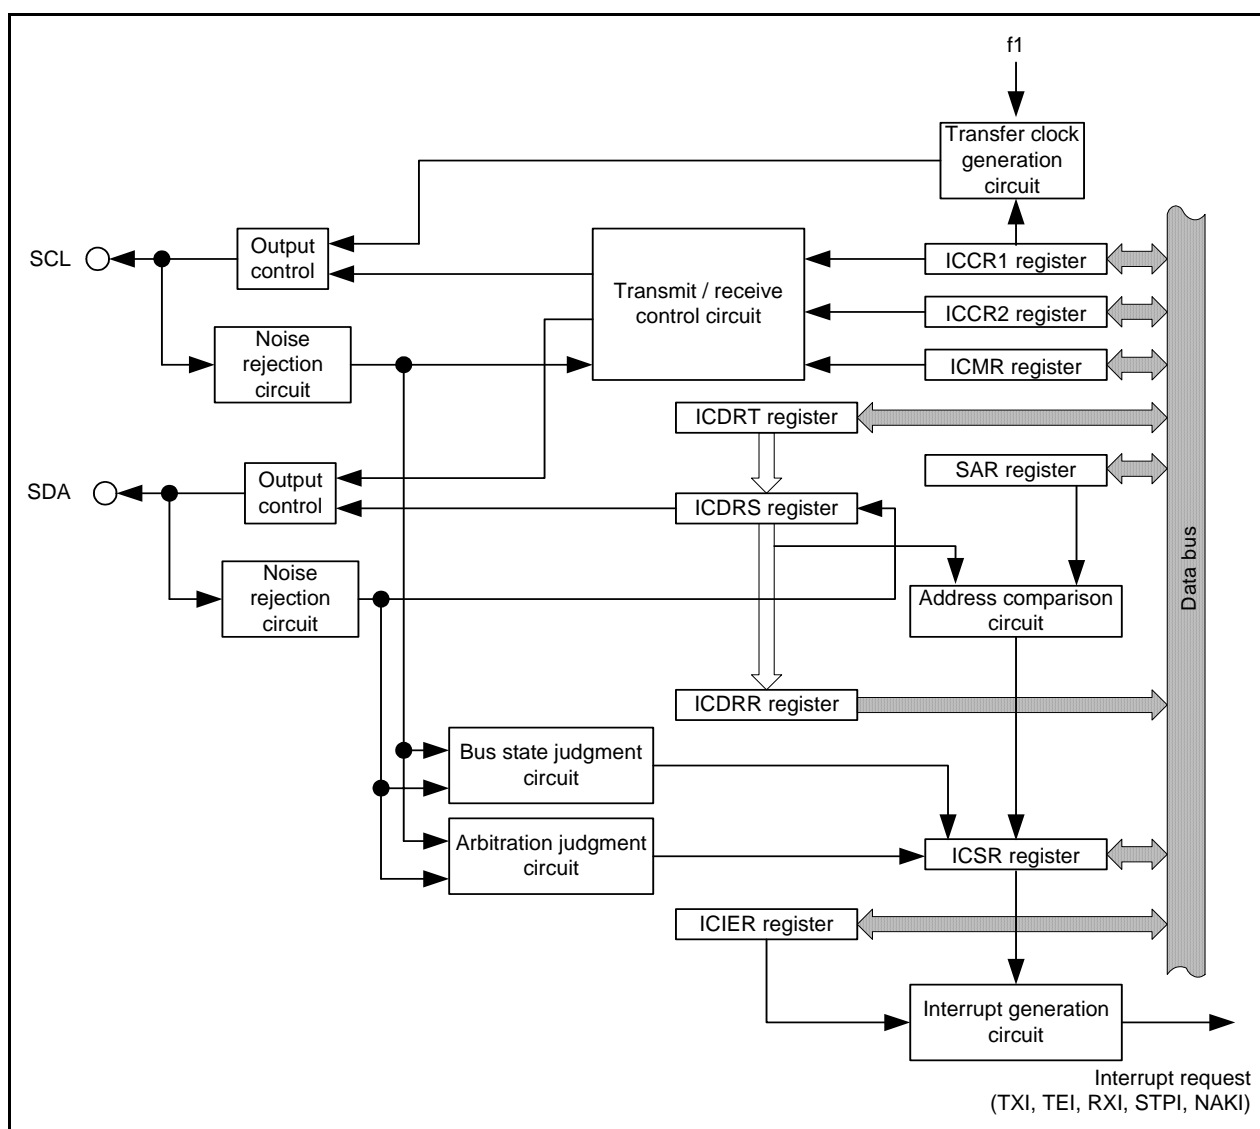 f1
Transfer clock
generation
circuit
SCL
Output
control
Transmit / receive
control circuit
ICCR1 register
ICCR2 register
Noise
rejection
circuit
ICMR register
ICDRT register
SAR register
SDA
Output
control
ICDRS register
Noise
rejection
circuit
Address comparison
circuit
Data bus
ICDRR register
Bus state judgment
circuit
Arbitration judgment
circuit
ICSR register
ICIER register
Interrupt generation
circuit
Interrupt request
(TXI, TEI, RXI, STPI, NAKI)